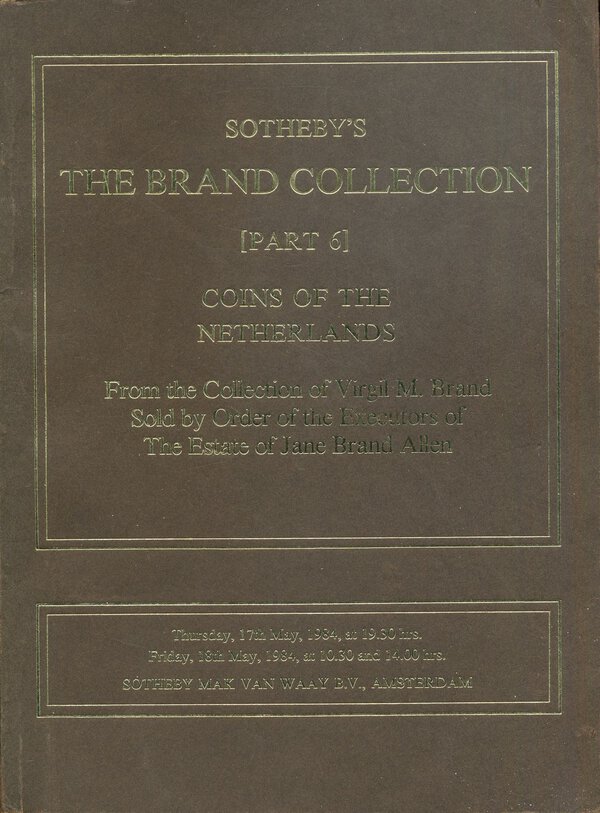 SOTHEBY'S
THE BRAND COLLECTION
[PART 6]
COINS OF THE
NETHERLANDS
From the Collection of Virgil M. Brand
Sold by Order of the Executors of
The Estate of Jane Brand Allen
Thursday, 17th May, 1984, at 19.30 hrs.
Friday, 18th May, 1984, at 10.30 and 14.00 hrs.
SOTHEBY MAK VAN WAAY B.V., AMSTERDAM